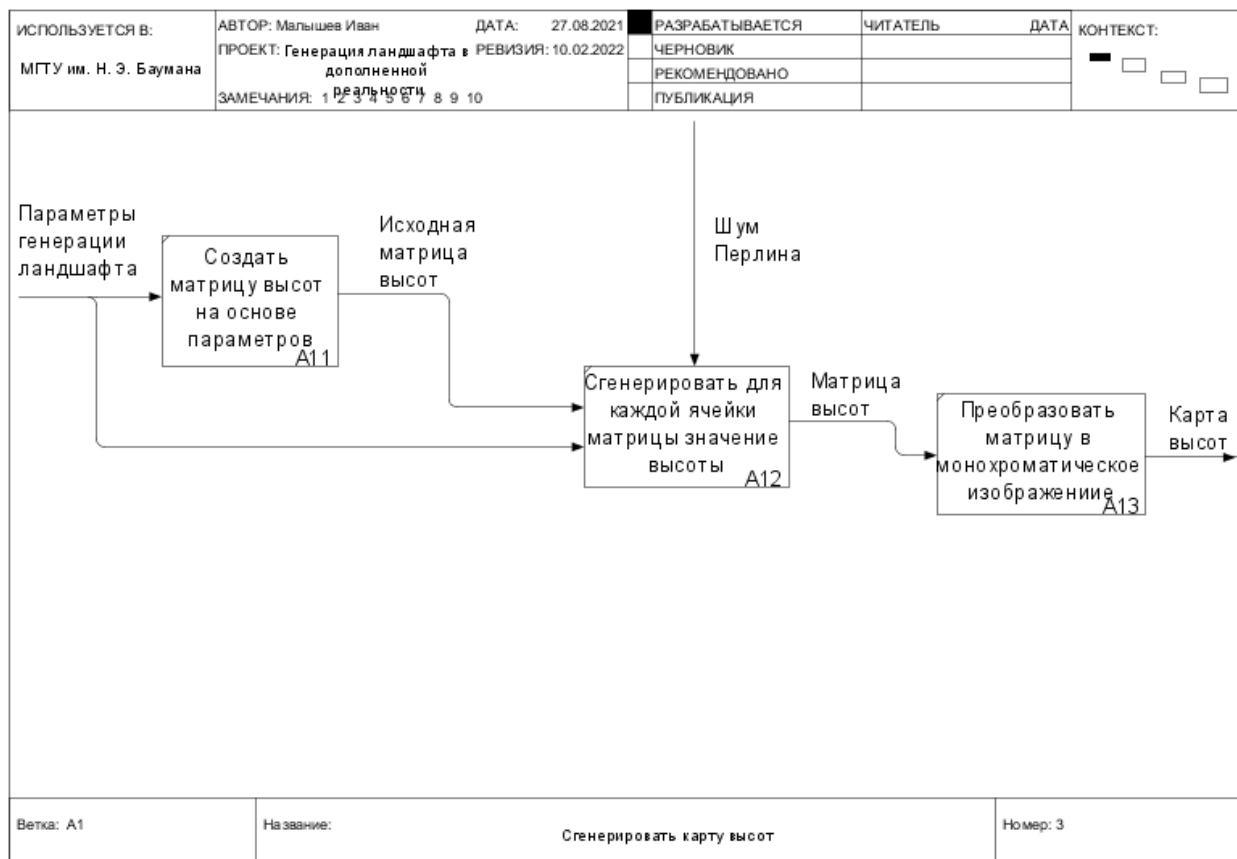 ИСПОЛЬЗУЕТСЯ В:
МГТУ им. Н. Э. Баумана
АВТОР: Малышев Иван
ДАТА: 27.08.2021
ПРОЕКТ: Генерация ландшафта в
дополненной
реальности
РЕВИЗИЯ: 10.02.2022
ЗАМЕЧАНИЯ: 1 2 3 4 5 6 7 8 9 10
РАЗРАБАТЫВАЕТСЯ
ЧЕРНОВИК
РЕКОМЕНДОВАНО
ПУБЛИКАЦИЯ
ЧИТАТЕЛЬ ДАТА
КОНТЕКСТ:
Параметры
генерации
ландшафта
Создать
матрицу высот
на основе
параметров
A11
Исходная
матрица
высот
Шум
Перлина
Сгенерировать для
каждой ячейки
матрицы значение
высоты
A12
Матрица
высот
Преобразовать
матрицу в
монохроматическое
изображениие
A13
Карта
высот
Ветка: A1
Название:
Сгенерировать карту высот
Номер: 3